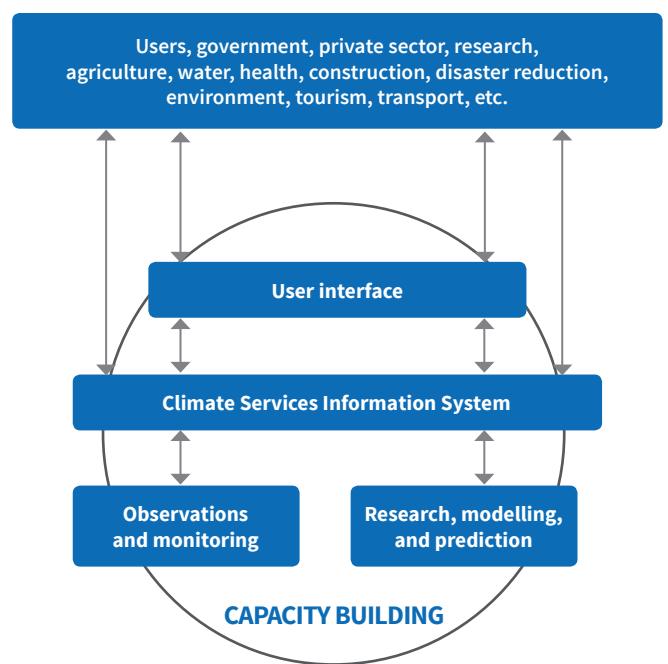 Users, government, private sector, research,
agriculture, water, health, construction, disaster reduction,
environment, tourism, transport, etc.
User interface
Climate Services Information System
Observations
and monitoring
Research, modelling,
and prediction
CAPACITY BUILDING